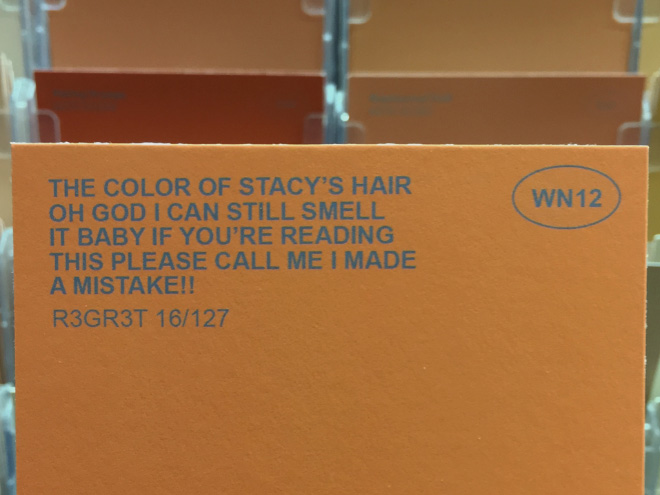 THE COLOR OF STACY'S HAIR
OH GOD I CAN STILL SMELL
IT BABY IF YOU'RE READING
THIS PLEASE CALL ME I MADE
A MISTAKE!!
R3GR3T 16/127
WN12